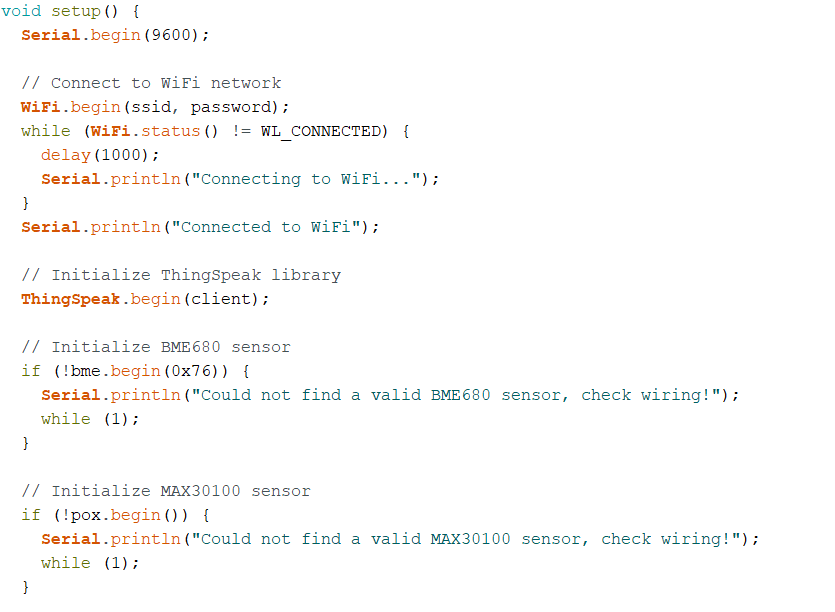 void setup() {
  Serial.begin(9600);

  // Connect to WiFi network
  WiFi.begin(ssid, password);
  while (WiFi.status() != WL_CONNECTED) {
    delay(1000);
    Serial.println("Connecting to WiFi...");
  }
  Serial.println("Connected to WiFi");

  // Initialize ThingSpeak library
  ThingSpeak.begin(client);

  // Initialize BME680 sensor
  if (!bme.begin(0x76)) {
    Serial.println("Could not find a valid BME680 sensor, check wiring!");
    while (1);
  }

  // Initialize MAX30100 sensor
  if (!pox.begin()) {
    Serial.println("Could not find a valid MAX30100 sensor, check wiring!");
    while (1);
  }